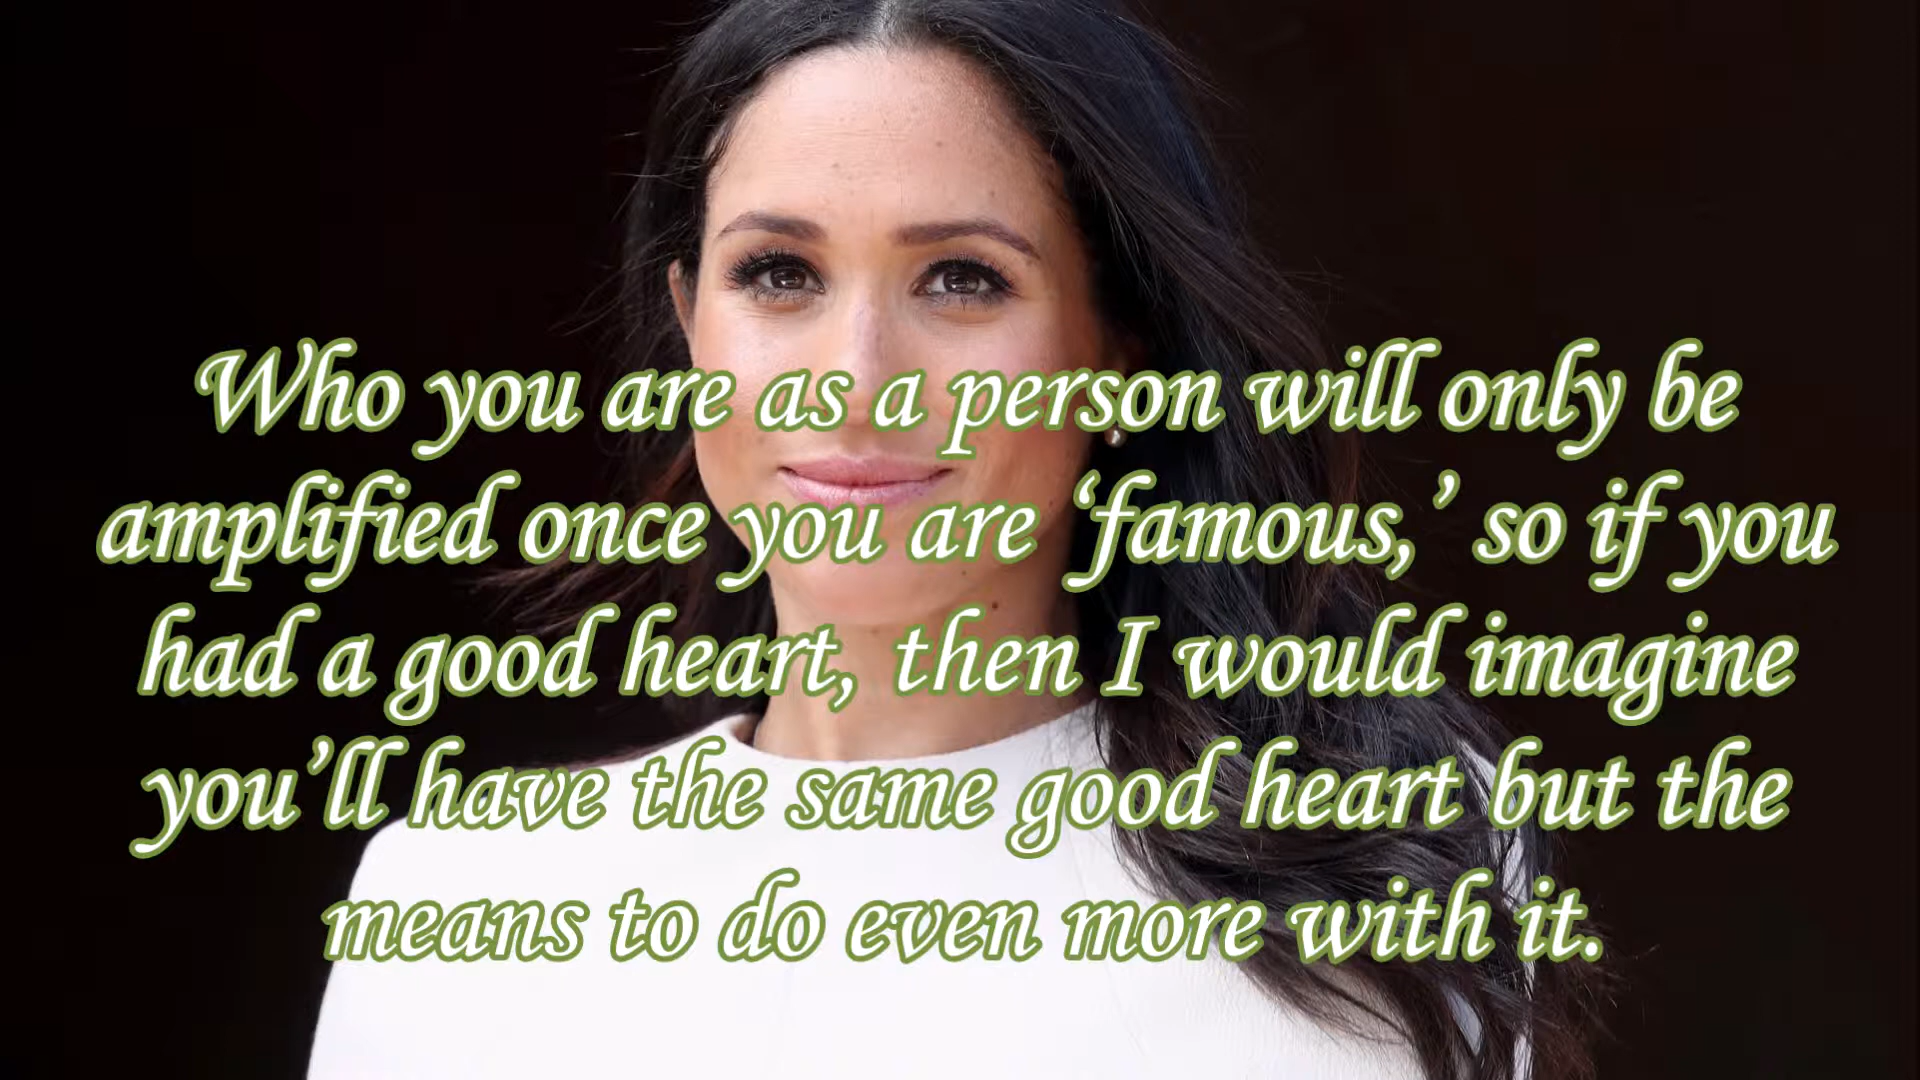 Who you are as a person will only be
amplified once you are ‘famous,’ so if you
had a good heart, then I would imagine
you’ll have the same good heart but the
means to do even more with it.